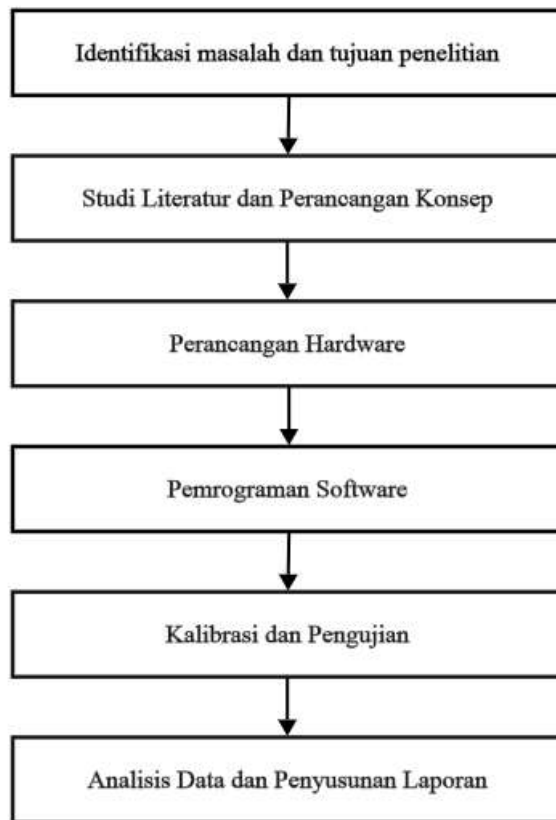 Identifikasi masalah dan tujuan penelitian
Studi Literatur dan Perancangan Konsep
Perancangan Hardware
Pemrograman Software
Kalibrasi dan Pengujian
Analisis Data dan Penyusunan Laporan